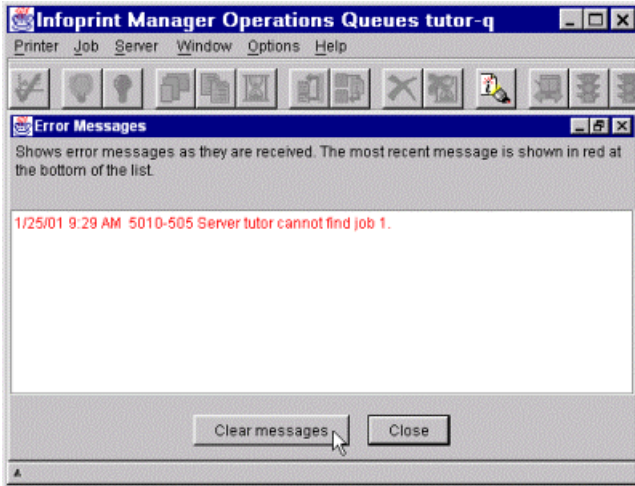 Infoprint Manager Operations Queues tutor-q
Printer Job Server Window Options Help
Error Messages
Shows error messages as they are received. The most recent message is shown in red at
the bottom of the list.
1/25/01 9:29 AM 5010-505 Server tutor cannot find job 1.
Clear messages Close